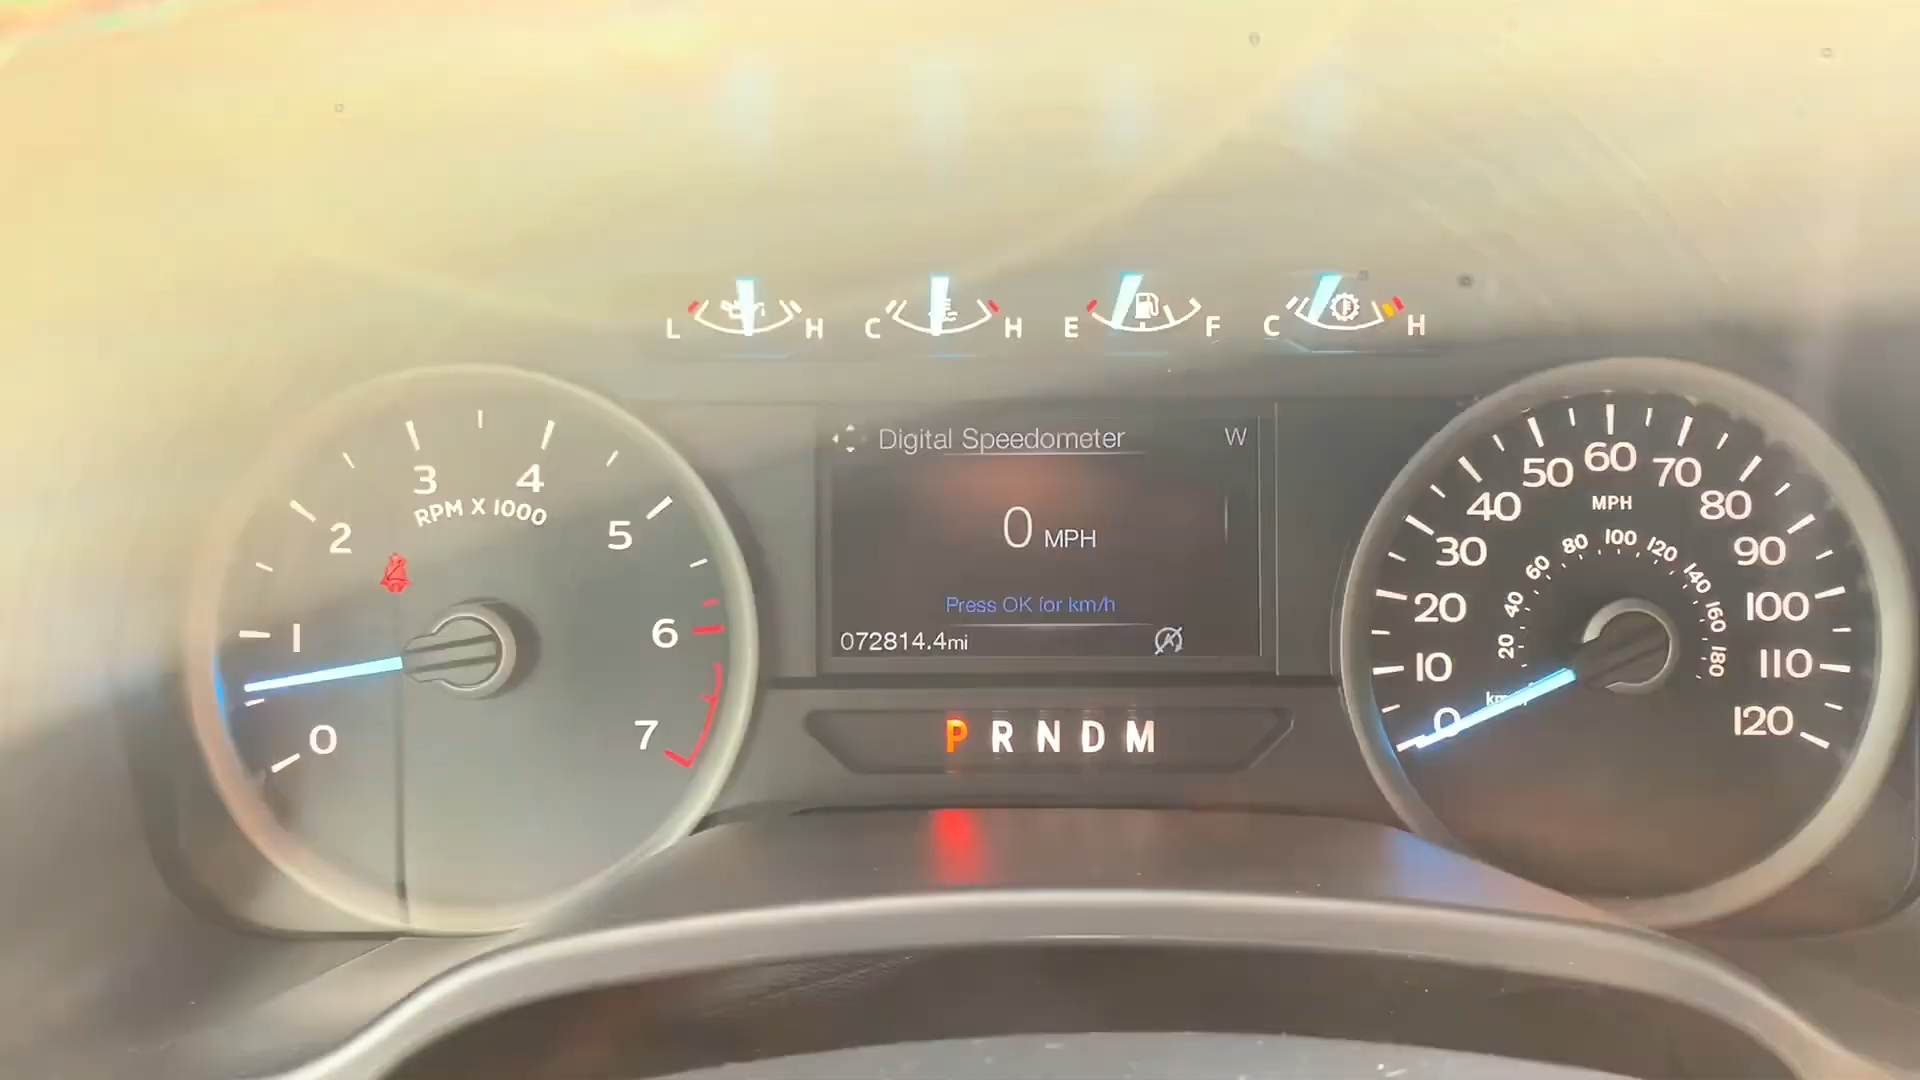 L H C H E F C H
Digital Speedometer W
0 MPH
Press OK for km/h
072814.4mi
P R N D M
0 1 2 3 4 5 6 7
RPM X 1000
0 10 20 30 40 50 60 70 80 90 100 110 120
MPH
20 40 60 80 100 120 140 160 180